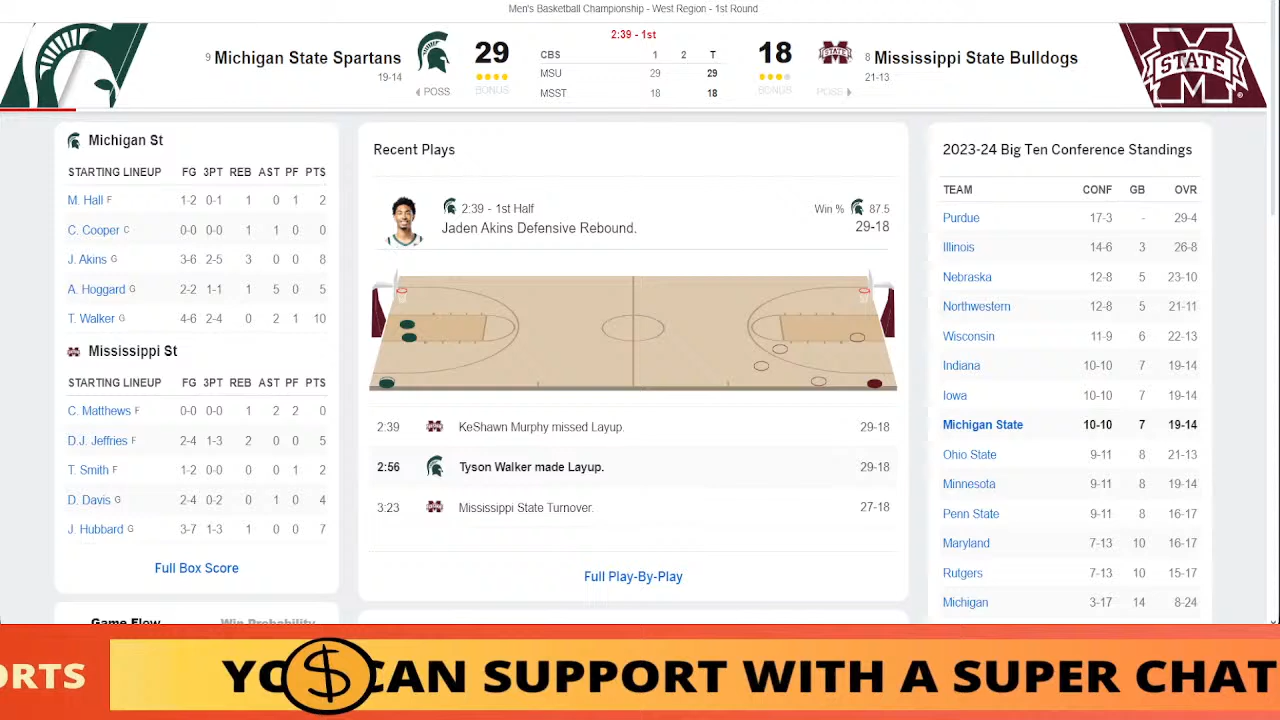 Men's Basketball Championship - West Region - 1st Round
9 Michigan State Spartans
19-14
29
BONUS
POSS
2:39 - 1st
CBS 1 2 T
MSU 29 29
MSST 18 18
18
BONUS
POSS
8 Mississippi State Bulldogs
21-13
STATE
Michigan St
STARTING LINEUP FG 3PT REB AST PF PTS
M. Hall F 1-2 0-1 1 0 1 2
C. Cooper C 0-0 0-0 1 1 0 0
J. Akins G 3-6 2-5 3 0 0 8
A. Hoggard G 2-2 1-1 1 5 0 5
T. Walker G 4-6 2-4 0 2 1 10
Mississippi St
STARTING LINEUP FG 3PT REB AST PF PTS
C. Matthews F 0-0 0-0 1 2 2 0
D.J. Jeffries F 2-4 1-3 2 0 0 5
T. Smith F 1-2 0-0 0 0 1 2
D. Davis G 2-4 0-2 0 1 0 4
J. Hubbard G 3-7 1-3 1 0 0 7
Full Box Score
Game Flow Win Probability
Recent Plays
2:39 - 1st Half
Jaden Akins Defensive Rebound.
Win % 87.5
29-18
2:39 KeShawn Murphy missed Layup. 29-18
2:56 Tyson Walker made Layup. 29-18
3:23 Mississippi State Turnover. 27-18
Full Play-By-Play
2023-24 Big Ten Conference Standings
TEAM CONF GB OVR
Purdue 17-3 - 29-4
Illinois 14-6 3 26-8
Nebraska 12-8 5 23-10
Northwestern 12-8 5 21-11
Wisconsin 11-9 6 22-13
Indiana 10-10 7 19-14
Iowa 10-10 7 19-14
Michigan State 10-10 7 19-14
Ohio State 9-11 8 21-13
Minnesota 9-11 8 19-14
Penn State 9-11 8 16-17
Maryland 7-13 10 16-17
Rutgers 7-13 10 15-17
Michigan 3-17 14 8-24
ORTS
YO $ CAN SUPPORT WITH A SUPER CHAT